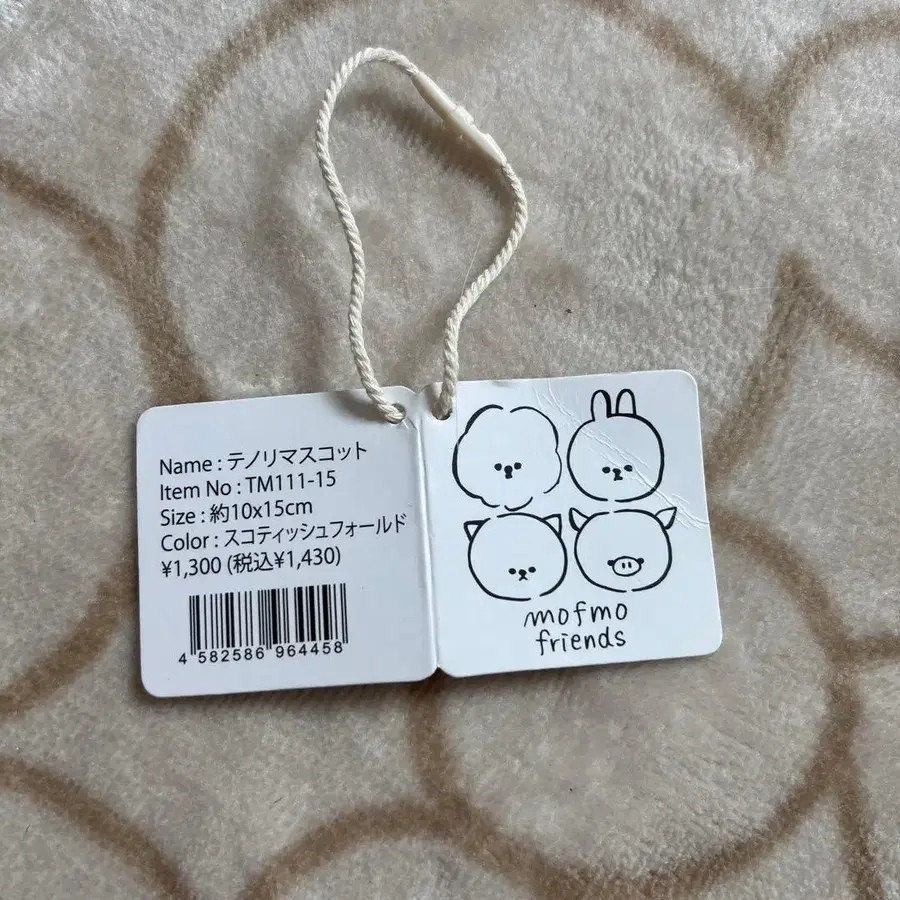 Name : テノリマスコット
Item No : TM111-15
Size : 約10x15cm
Color : スコティッシュフォールド
¥1,300 (税込¥1,430)
4 582586 964458
mofmo
friends